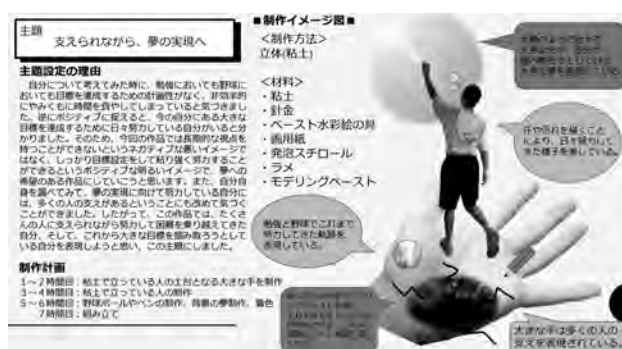 主題
支えられながら、夢の実現へ
主題設定の理由
自分について考えてみた時に、勉強においても野球に
おいても目標を達成するための計画性がなく、非効率的
にやみくもに時間を費やしてしまっていると気づきまし
た。逆にポジティブに捉えると、今の自分にある大きな
目標を達成するために日々努力している自分がいると分
かりました。そのため、今回の作品では長期的な視点を
持つことができないというネガティブな悪いイメージで
はなく、しっかり目標設定をして粘り強く努力すること
ができるというポジティブな明るいイメージで、夢への
希望のある作品にしていこうと思います。また、自分自
身を調べてみて、夢の実現に向けて努力している自分に
は、多くの人の支えがあるということにも改めて気づく
ことができました。したがって、この作品では、たくさ
んの人に支えられながら努力して困難を乗り越えてきた
自分、そして、これから大きな目標を掴み取ろうとして
いる自分を表現しようと思い、この主題にしました。
制作計画
1～2時間目：粘土で立っている人の土台となる大きな手を制作
3～4時間目：粘土で立っている人の制作
5～6時間目：野球ボールやペンの制作、背景の夢制作、着色
7時間目：組み立て
■制作イメージ図■
＜制作方法＞
立体(粘土)
＜材料＞
・粘土
・針金
・ペースト水彩絵の具
・画用紙
・発泡スチロール
・ラメ
・モデリングペースト
汗や汚れを描くこと
により、日々努力して
きた様子を表している。
勉強と野球でこれまで
努力してきた軌跡を
表現している。
大きな手は多くの人の
支えを表現されている。